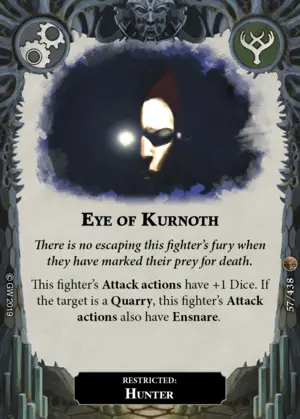 EYE OF KURNOTH
There is no escaping this fighter's fury when
they have marked their prey for death.
This fighter's Attack actions have +1 Dice. If
the target is a Quarry, this fighter's Attack
actions also have Ensnare.
© GW 2019
57/438
RESTRICTED:
HUNTER